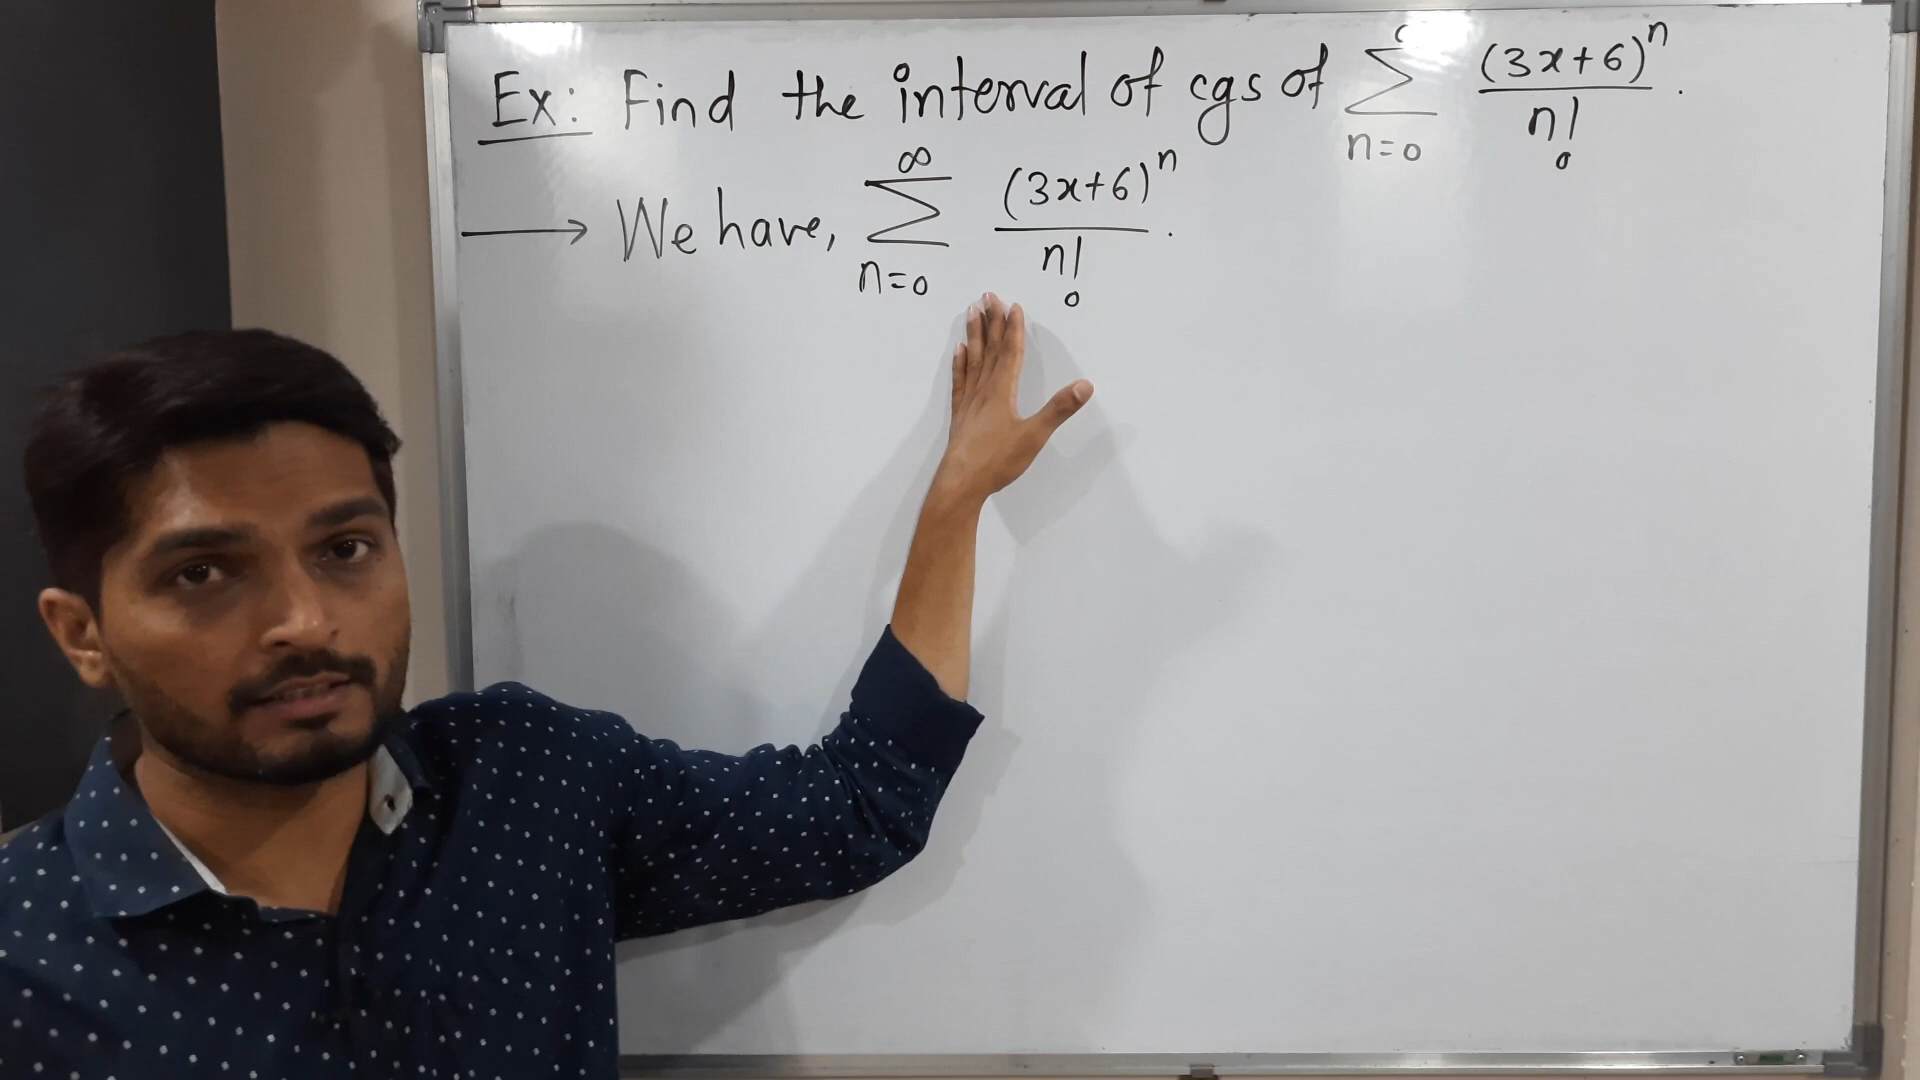 Ex: Find the interval of cgs of ∑ n=0 (3x+6)^n / n! .
→ We have, ∞ ∑ n=0 (3x+6)^n / n! .